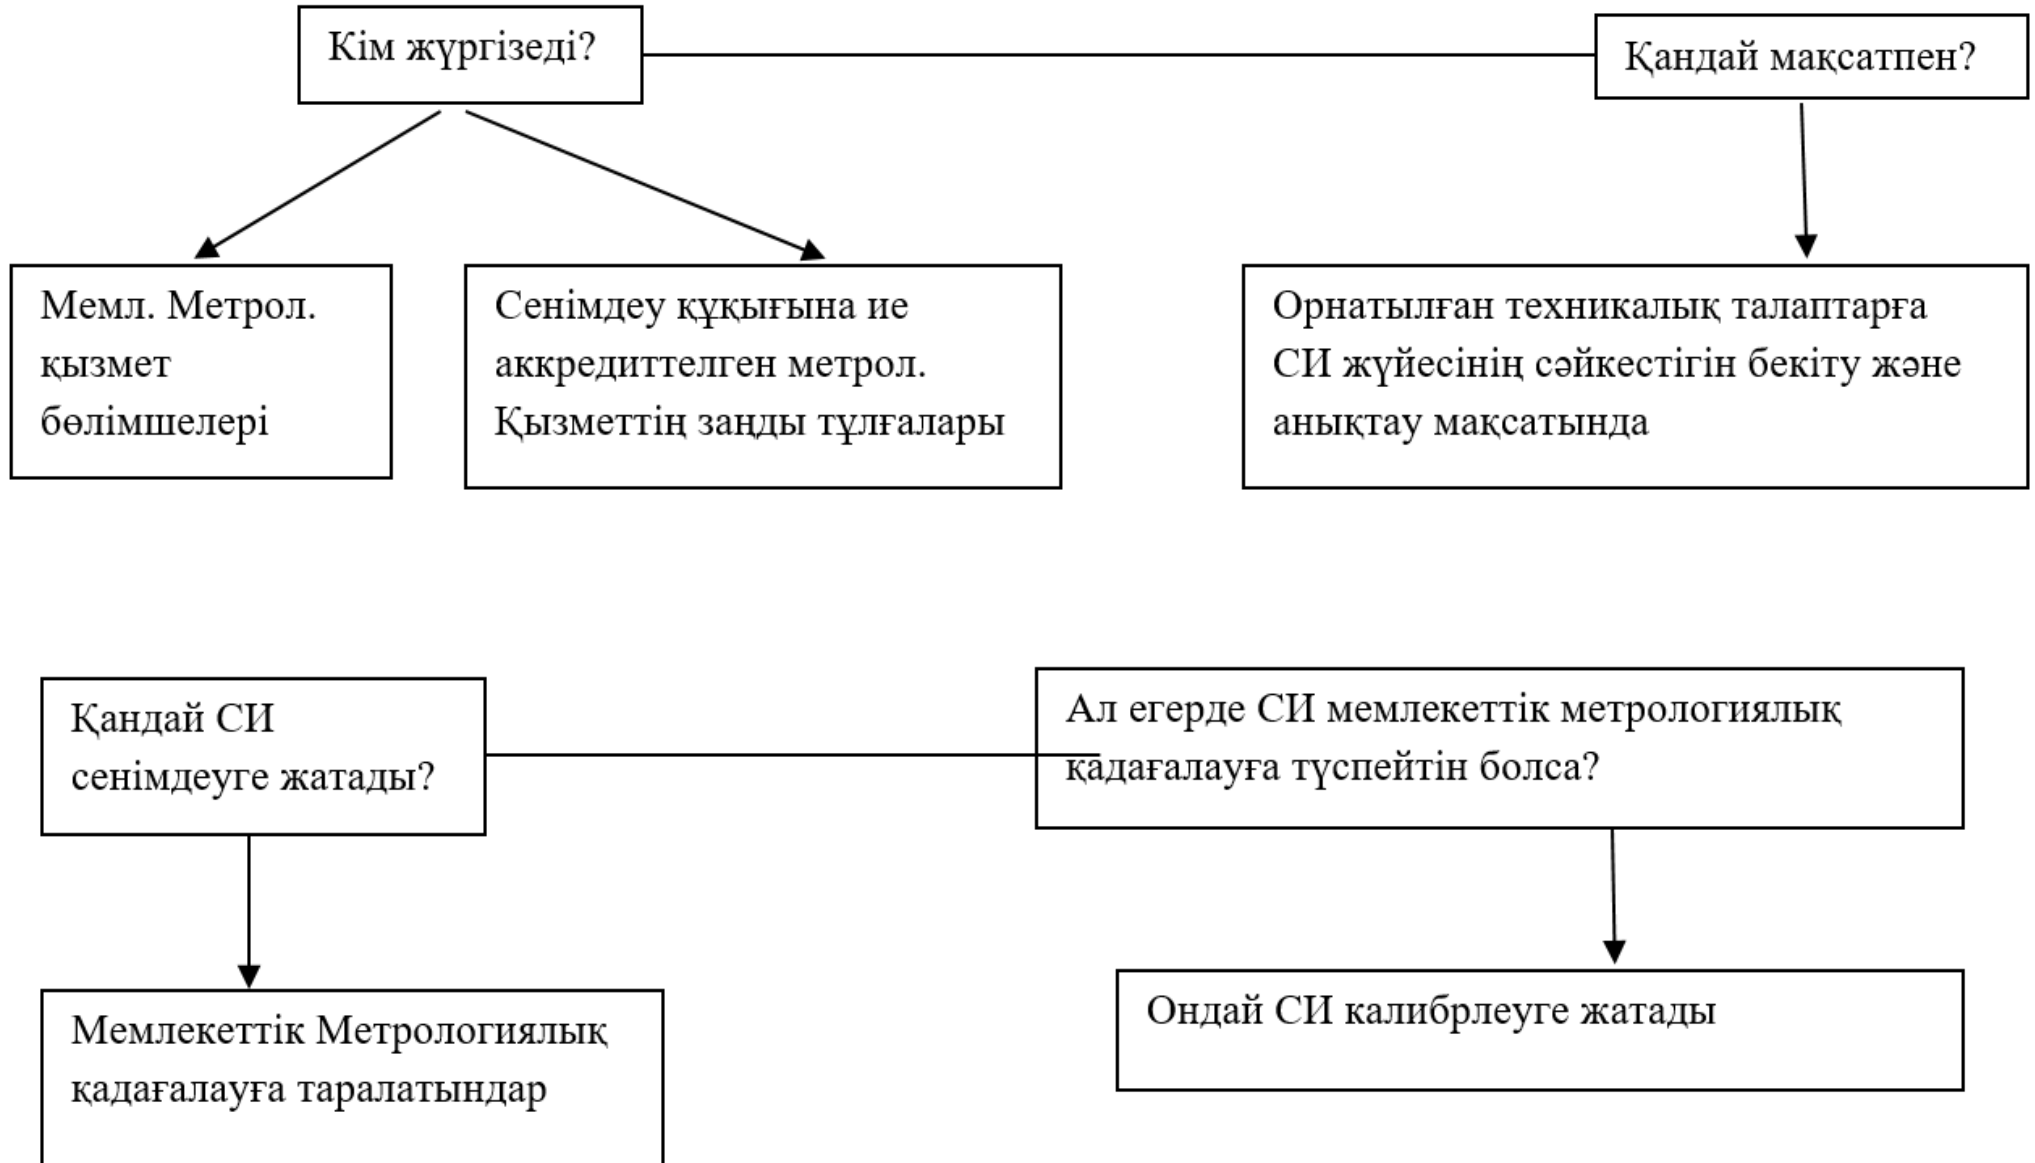 Кім жүргізеді?
Қандай мақсатпен?
Мемл. Метрол.
қызмет
бөлімшелері
Сенімдеу құқығына ие
аккредиттелген метрол.
Қызметтің заңды тұлғалары
Орнатылған техникалық талаптарға
СИ жүйесінің сәйкестігін бекіту және
анықтау мақсатында
Қандай СИ
сенімдеуге жатады?
Ал егерде СИ мемлекеттік метрологиялық
қадағалауға түспейтін болса?
Мемлекеттік Метрологиялық
қадағалауға таралатындар
Ондай СИ калибрлеуге жатады